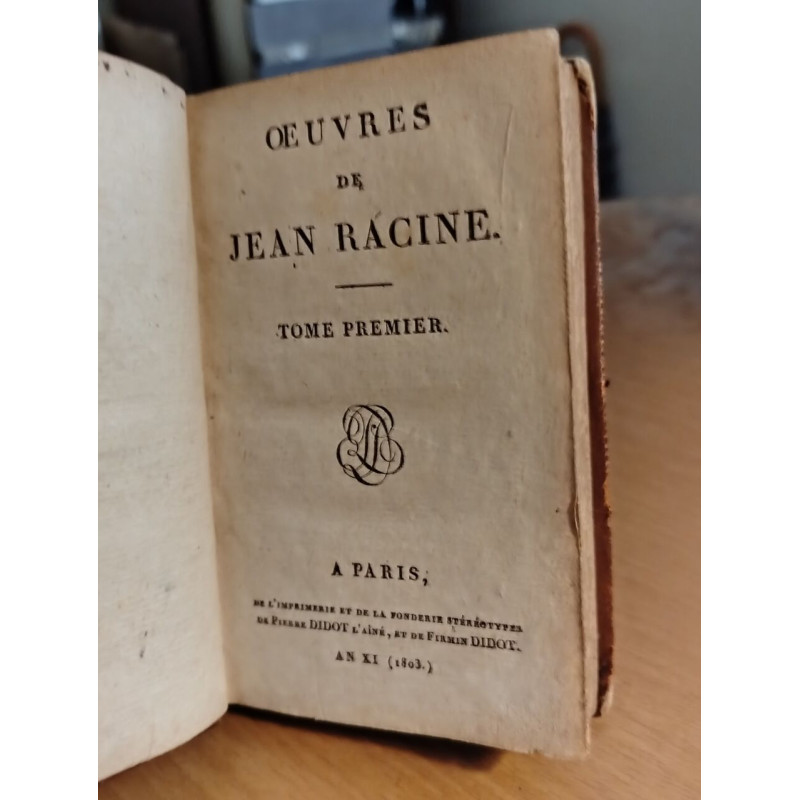 OEUVRES
DE
JEAN RACINE.
TOME PREMIER.
A PARIS,
DE L'IMPRIMERIE ET DE LA FONDERIE STÉRÉOTYPES
DE PIERRE DIDOT L'AÎNÉ, ET DE FIRMIN DIDOT.
AN XI (1803.)